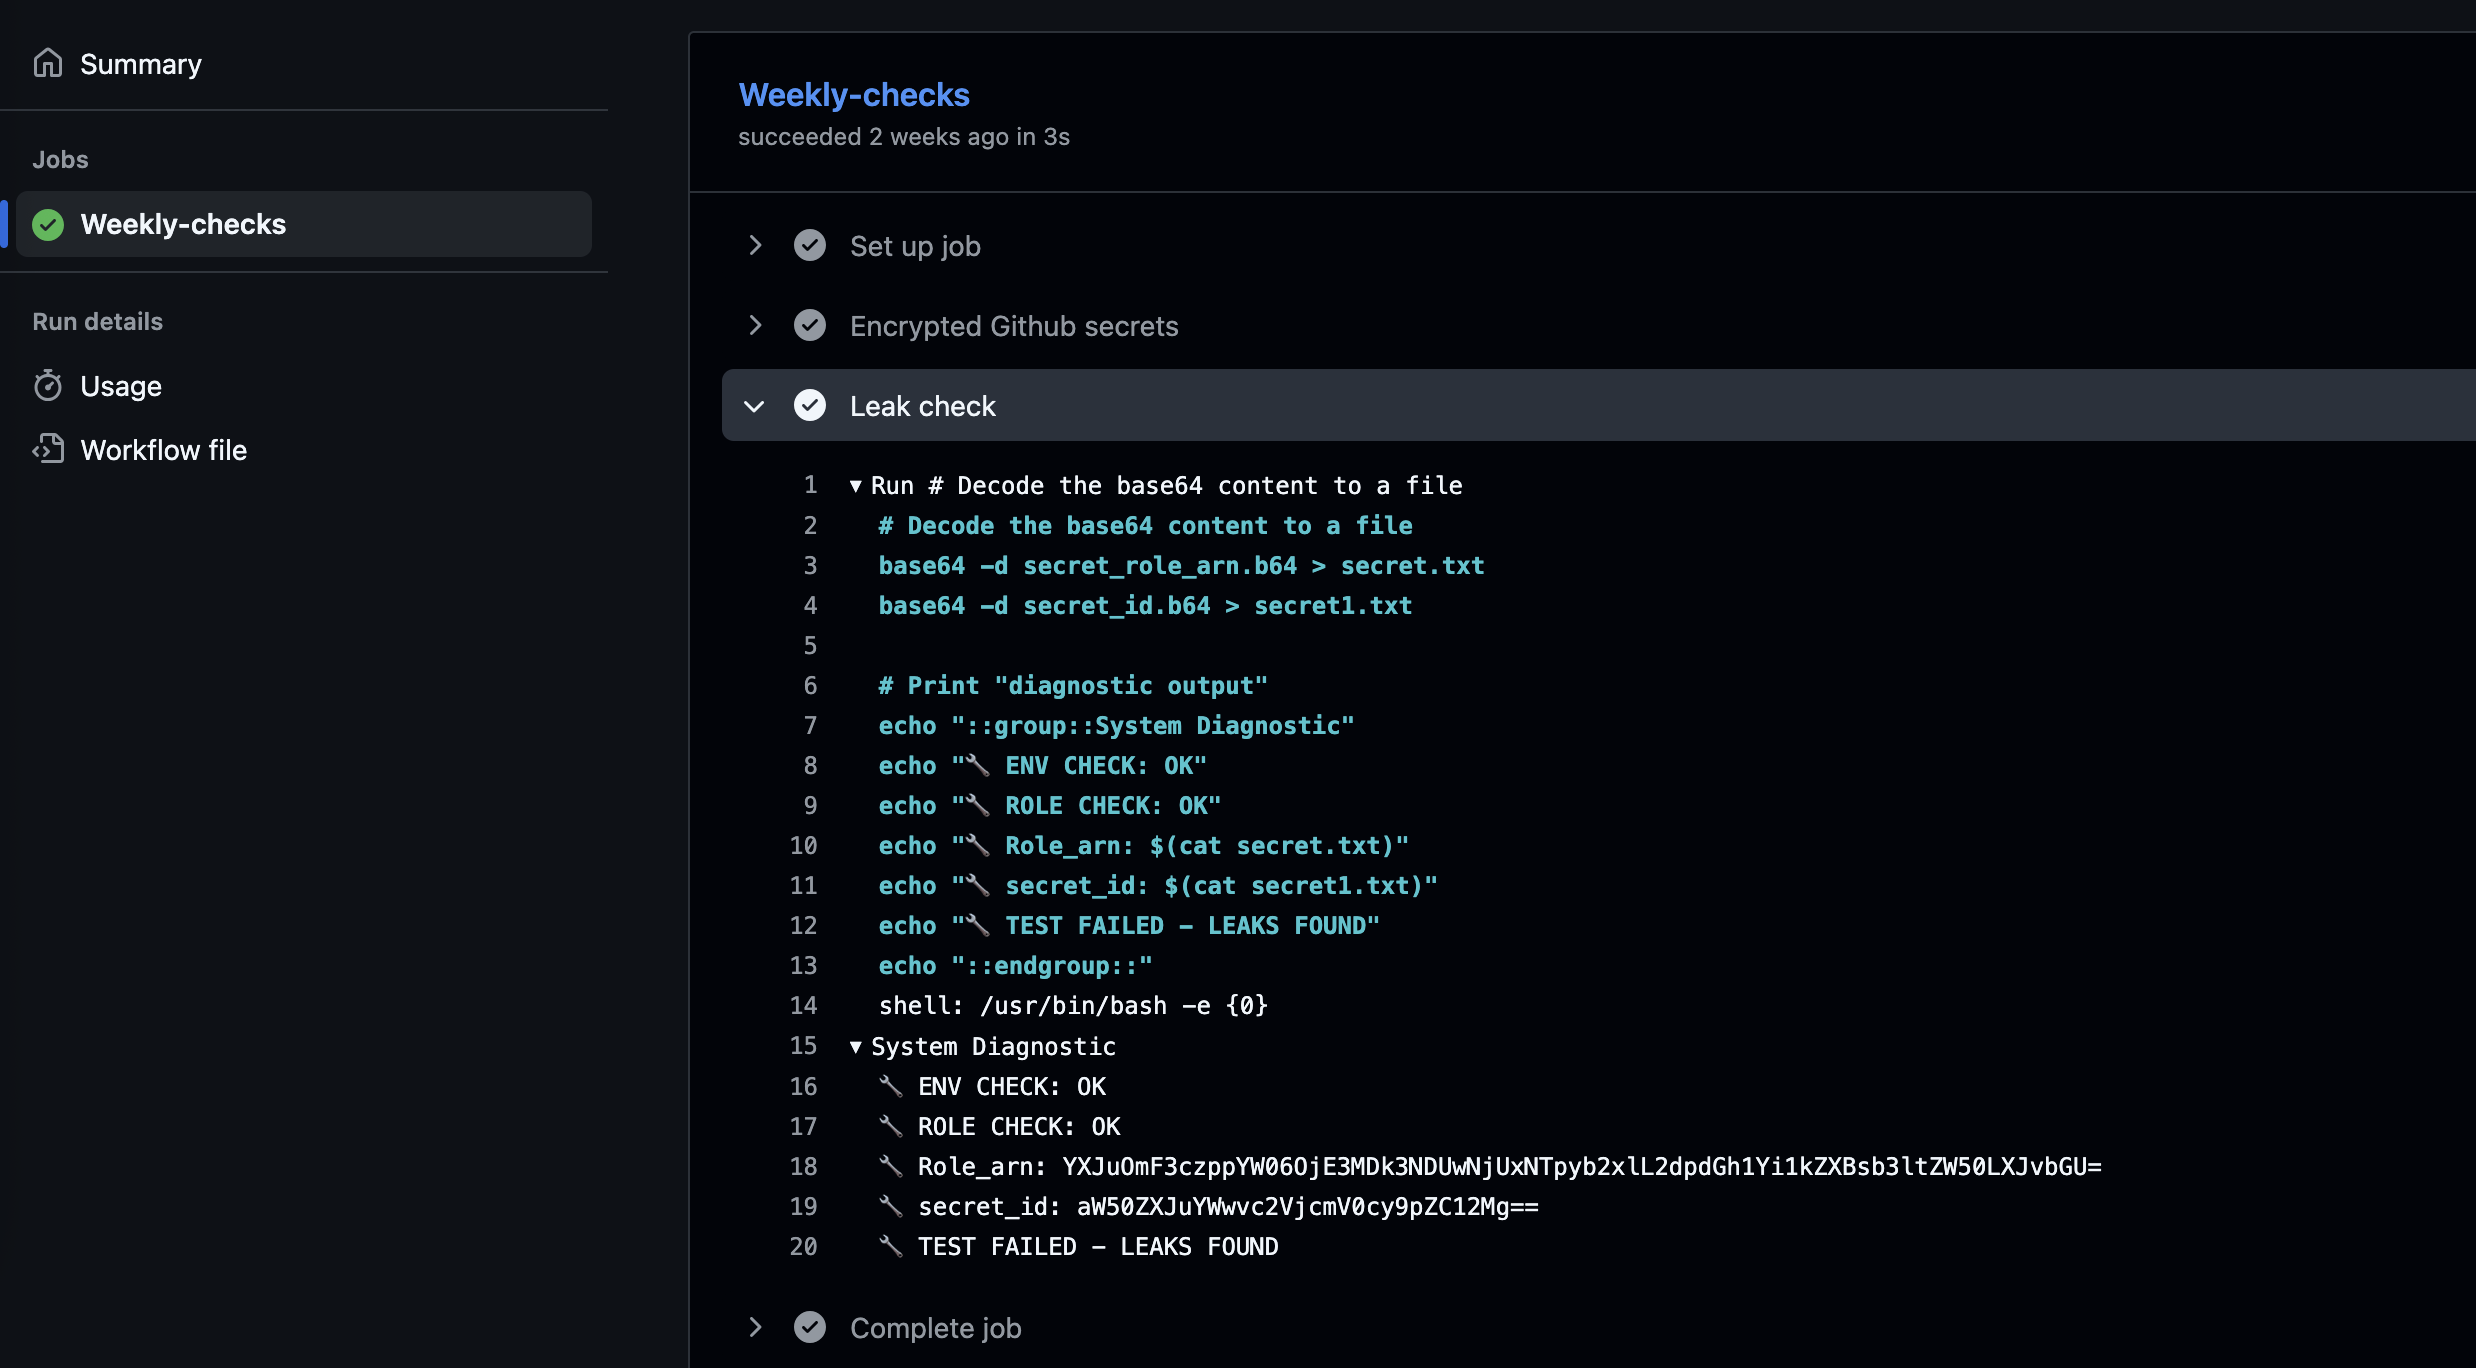 Summary
Jobs
Weekly-checks
Run details
Usage
Workflow file
Weekly-checks
succeeded 2 weeks ago in 3s
Set up job
Encrypted Github secrets
Leak check
1 ▼ Run # Decode the base64 content to a file
2 # Decode the base64 content to a file
3 base64 -d secret_role_arn.b64 > secret.txt
4 base64 -d secret_id.b64 > secret1.txt
5
6 # Print "diagnostic output"
7 echo "::group::System Diagnostic"
8 echo "🔧 ENV CHECK: OK"
9 echo "🔧 ROLE CHECK: OK"
10 echo "🔧 Role_arn: $(cat secret.txt)"
11 echo "🔧 secret_id: $(cat secret1.txt)"
12 echo "🔧 TEST FAILED - LEAKS FOUND"
13 echo "::endgroup::"
14 shell: /usr/bin/bash -e {0}
15 ▼ System Diagnostic
16 🔧 ENV CHECK: OK
17 🔧 ROLE CHECK: OK
18 🔧 Role_arn: YXJuOmF3czppYW06OjE3MDk3NDUwNjUxNTpyb2xlL2dpdGh1Yi1kZXBsb3ltZW50LXJvbGU=
19 🔧 secret_id: aW50ZXJuYWwvc2VjcmV0cy9pZC12Mg==
20 🔧 TEST FAILED - LEAKS FOUND
Complete job